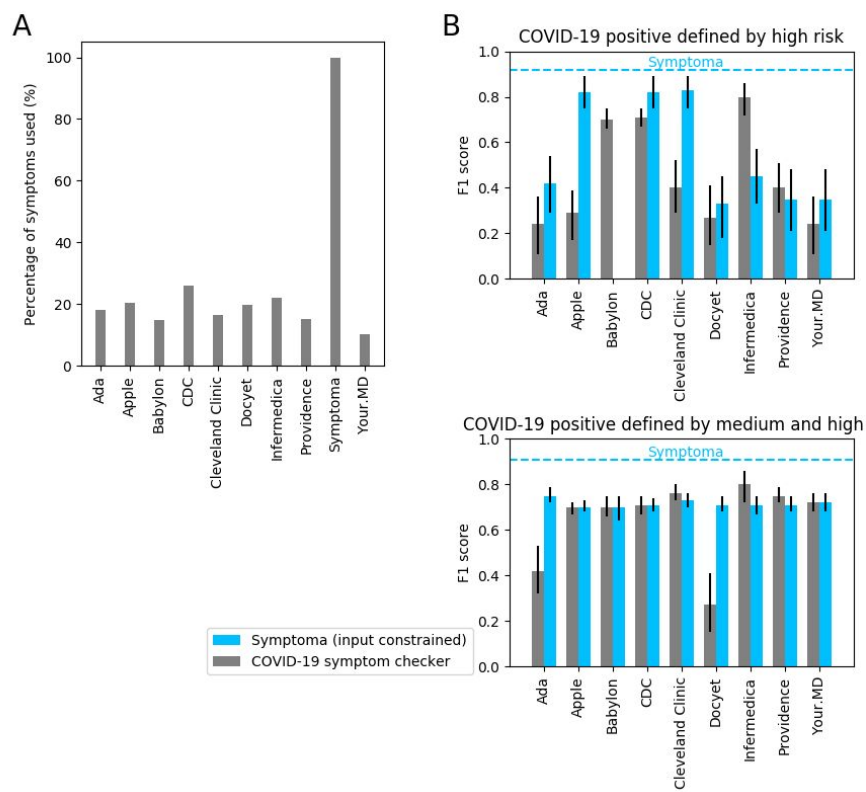 A
Percentage of symptoms used (%)
100
80
60
40
20
0
Ada
Apple
Babylon
CDC
Cleveland Clinic
Docyet
Infermedica
Providence
Symptoma
Your.MD
B
COVID-19 positive defined by high risk
Symptoma
F1 score
1.0
0.8
0.6
0.4
0.2
0.0
Ada
Apple
Babylon
CDC
Cleveland Clinic
Docyet
Infermedica
Providence
Your.MD
COVID-19 positive defined by medium and high
Symptoma
F1 score
1.0
0.8
0.6
0.4
0.2
0.0
Ada
Apple
Babylon
CDC
Cleveland Clinic
Docyet
Infermedica
Providence
Your.MD
Symptoma (input constrained)
COVID-19 symptom checker